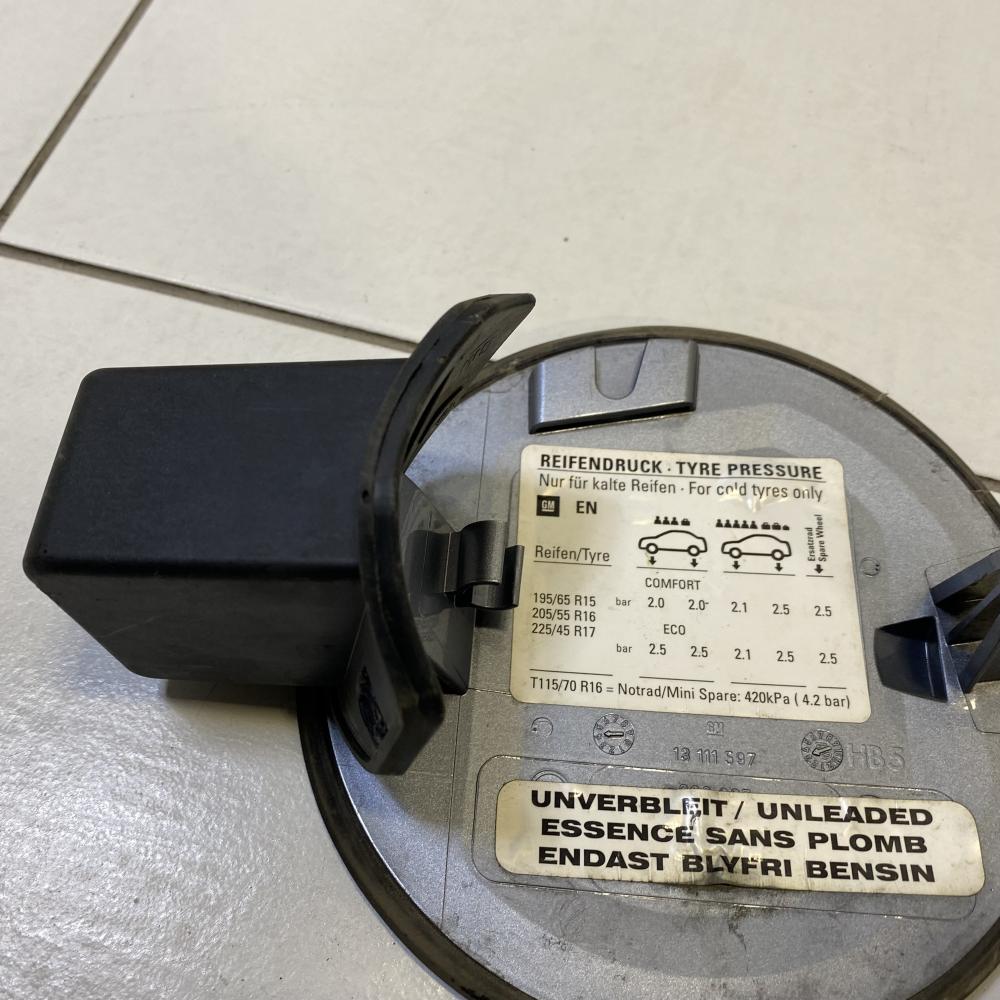 REIFENDRUCK · TYRE PRESSURE
Nur für kalte Reifen · For cold tyres only
GM EN
Ersatzrad
Spare Wheel
Reifen/Tyre
COMFORT
195/65 R15 bar 2.0 2.0 2.1 2.5 2.5
205/55 R16
225/45 R17 ECO
bar 2.5 2.5 2.1 2.5 2.5
T115/70 R16 = Notrad/Mini Spare: 420kPa ( 4.2 bar)
GM
13 111 597
HB5
UNVERBLEIT / UNLEADED
ESSENCE SANS PLOMB
ENDAST BLYFRI BENSIN